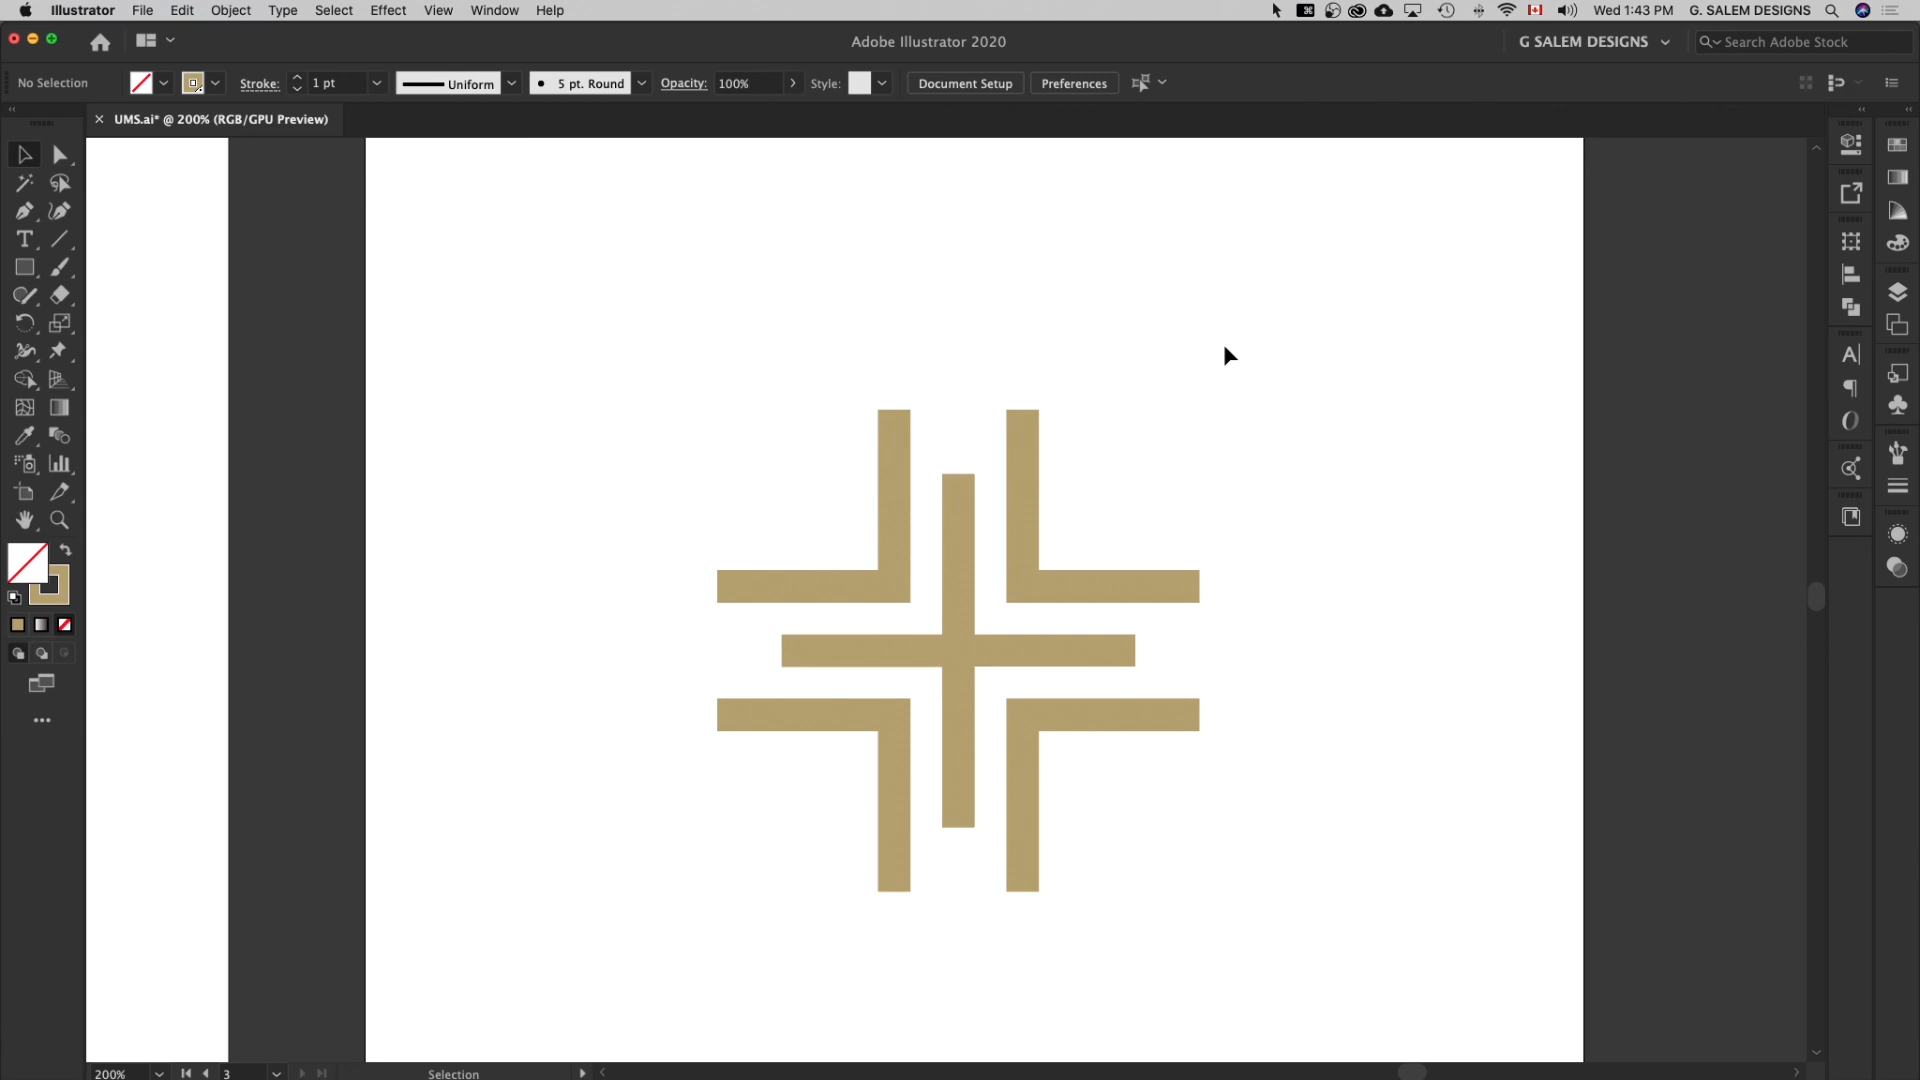 Illustrator File Edit Object Type Select Effect View Window Help Wed 1:43 PM G. SALEM DESIGNS
Adobe Illustrator 2020 G SALEM DESIGNS Search Adobe Stock
No Selection Stroke: 1 pt Uniform 5 pt. Round Opacity: 100% Style: Document Setup Preferences
UMS.ai* @ 200% (RGB/GPU Preview)
200% 3 Selection